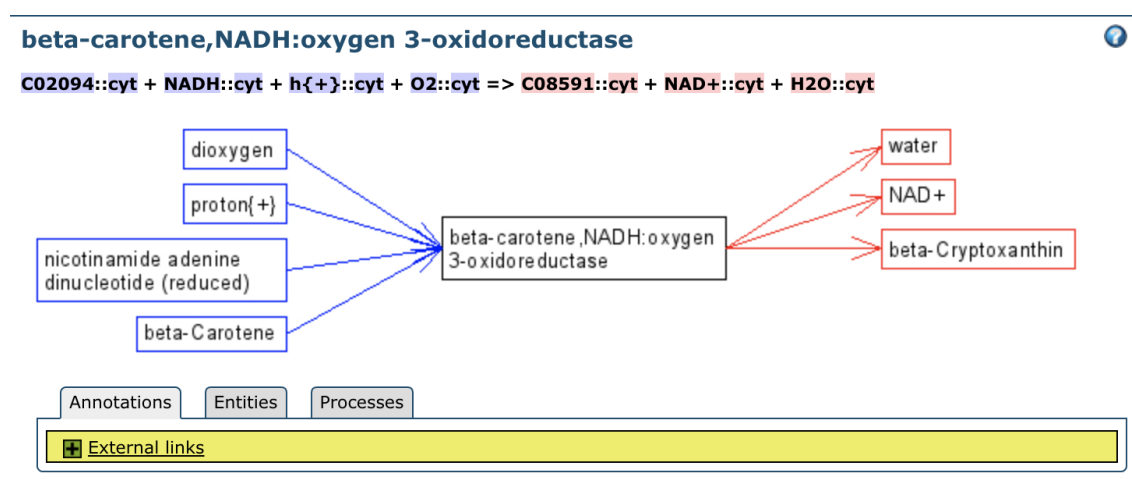 beta-carotene,NADH:oxygen 3-oxidoreductase
?
C02094::cyt + NADH::cyt + h{+}::cyt + O2::cyt => C08591::cyt + NAD+::cyt + H2O::cyt
dioxygen
proton{+}
nicotinamide adenine
dinucleotide (reduced)
beta-Carotene
beta-carotene,NADH:oxygen
3-oxidoreductase
water
NAD+
beta-Cryptoxanthin
Annotations Entities Processes
External links